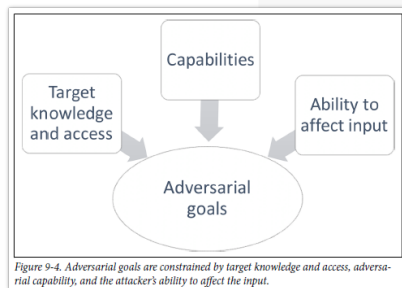 Capabilities
Target
knowledge
and access
Ability to
affect input
Adversarial
goals
Figure 9-4. Adversarial goals are constrained by target knowledge and access, adversa-
rial capability, and the attacker's ability to affect the input.